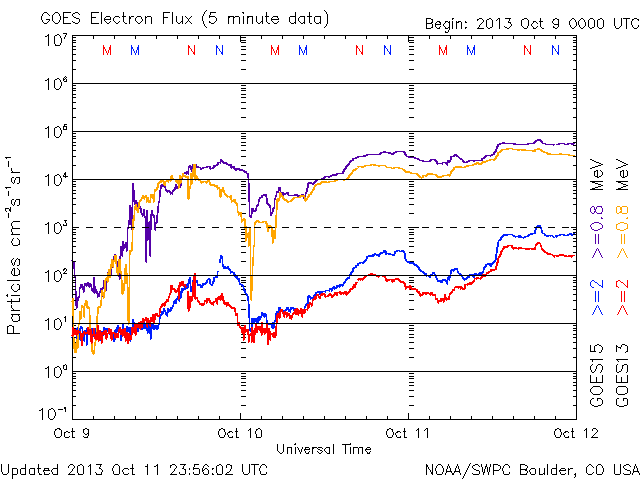 GOES Electron Flux (5 minute data)
Begin: 2013 Oct 9 0000 UTC
10⁷
M M N N M M N N M M N N
10⁶
10⁵
10⁴
10³
10²
10¹
10⁰
10⁻¹
Particles cm⁻²s⁻¹sr⁻¹
Oct 9 Oct 10 Oct 11 Oct 12
Universal Time
GOES15 >=2 >=0.8 MeV
GOES13 >=2 >=0.8 MeV
Updated 2013 Oct 11 23:56:02 UTC
NOAA/SWPC Boulder, CO USA